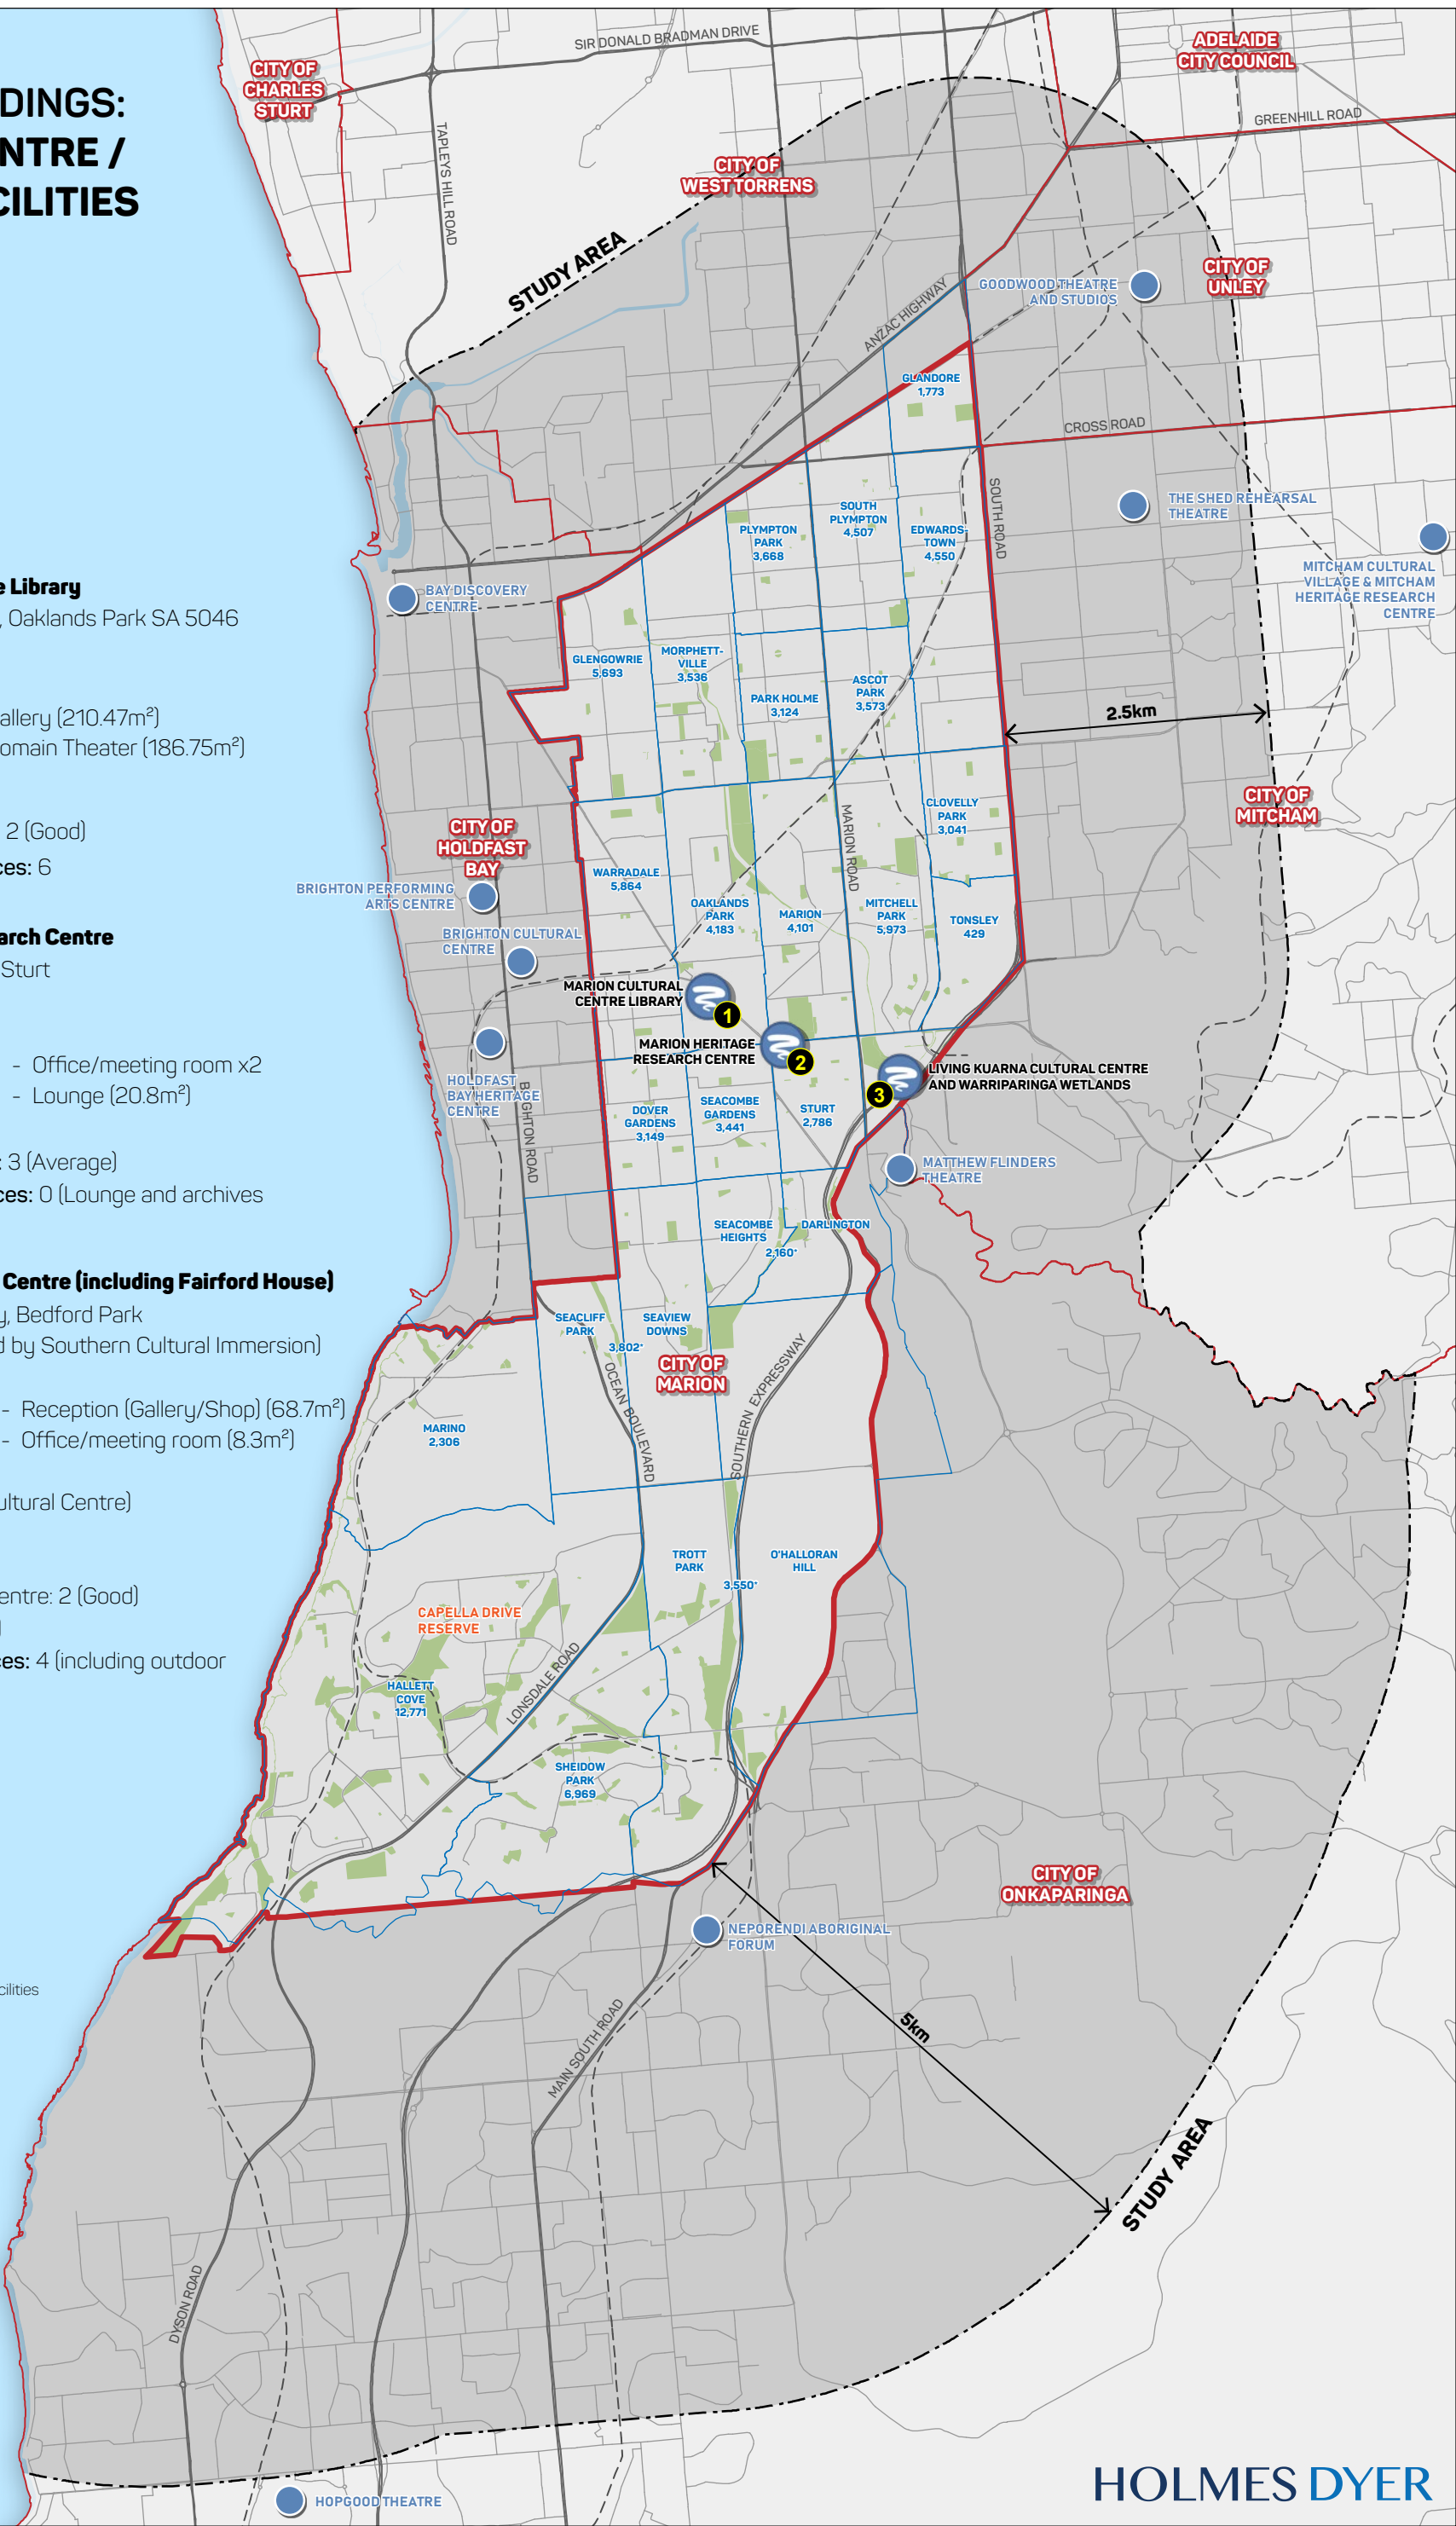 DINGS:
NTRE /
CILITIES
e Library
, Oaklands Park SA 5046
allery (210.47m²)
omain Theater (186.75m²)
: 2 (Good)
ces: 6
arch Centre
Sturt
- Office/meeting room x2
- Lounge (20.8m²)
: 3 (Average)
ces: 0 (Lounge and archives
Centre (including Fairford House)
y, Bedford Park
d by Southern Cultural Immersion)
- Reception (Gallery/Shop) (68.7m²)
- Office/meeting room (8.3m²)
ultural Centre)
entre: 2 (Good)
)
ces: 4 (including outdoor
cilities
SIR DONALD BRADMAN DRIVE
ADELAIDE
CITY COUNCIL
CITY OF
CHARLES
STURT
GREENHILL ROAD
TAPLEYS HILL ROAD
CITY OF
WEST TORRENS
STUDY AREA
CITY OF
UNLEY
GOODWOOD THEATRE
AND STUDIOS
ANZAC HIGHWAY
GLANDORE
1,773
CROSS ROAD
SOUTH ROAD
THE SHED REHEARSAL
THEATRE
SOUTH
PLYMPTON
4,507
PLYMPTON
PARK
3,668
EDWARDS-
TOWN
4,550
MITCHAM CULTURAL
VILLAGE & MITCHAM
HERITAGE RESEARCH
CENTRE
BAY DISCOVERY
CENTRE
GLENGOWRIE
5,693
MORPHETT-
VILLE
3,536
PARK HOLME
3,124
ASCOT
PARK
3,573
2.5km
CITY OF
MITCHAM
CLOVELLY
PARK
3,041
MARION ROAD
CITY OF
HOLDFAST
BAY
WARRADALE
5,864
BRIGHTON PERFORMING
ARTS CENTRE
OAKLANDS
PARK
4,183
MARION
4,101
MITCHELL
PARK
5,973
TONSLEY
429
BRIGHTON CULTURAL
CENTRE
MARION CULTURAL
CENTRE LIBRARY
1
MARION HERITAGE
RESEARCH CENTRE
2
LIVING KUARNA CULTURAL CENTRE
AND WARRIPARINGA WETLANDS
3
HOLDFAST
BAY HERITAGE
CENTRE
BRIGHTON ROAD
DOVER
GARDENS
3,149
SEACOMBE
GARDENS
3,441
STURT
2,786
MATTHEW FLINDERS
THEATRE
SEACOMBE
HEIGHTS
DARLINGTON
2,160*
SEACLIFF
PARK
SEAVIEW
DOWNS
3,802*
CITY OF
MARION
OCEAN BOULEVARD
SOUTHERN EXPRESSWAY
MARINO
2,306
TROTT
PARK
O'HALLORAN
HILL
3,550*
CAPELLA DRIVE
RESERVE
HALLETT
COVE
12,771
LONSDALE ROAD
SHEIDOW
PARK
6,969
CITY OF
ONKAPARINGA
NEPORENDI ABORIGINAL
FORUM
5km
MAIN SOUTH ROAD
STUDY AREA
DYSON ROAD
HOPGOOD THEATRE
HOLMES DYER